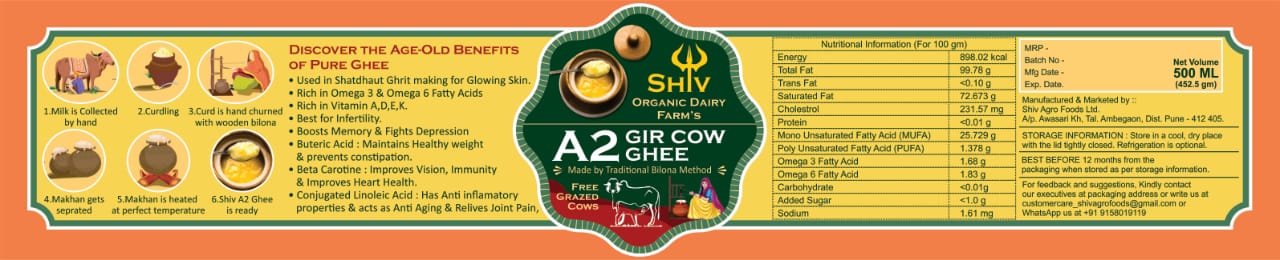 1.Milk is Collected
by hand
2.Curdling
3.Curd is hand churned
with wooden bilona
4.Makhan gets
seprated
5.Makhan is heated
at perfect temperature
6.Shiv A2 Ghee
is ready
DISCOVER THE AGE-OLD BENEFITS
OF PURE GHEE
• Used in Shatdhaut Ghrit making for Glowing Skin.
• Rich in Omega 3 & Omega 6 Fatty Acids
• Rich in Vitamin A,D,E,K.
• Best for Infertility.
• Boosts Memory & Fights Depression
• Buteric Acid : Maintains Healthy weight
& prevents constipation.
• Beta Carotine : Improves Vision, Immunity
& Improves Heart Health.
• Conjugated Linoleic Acid : Has Anti inflamatory
properties & acts as Anti Aging & Relives Joint Pain,
SHIV
ORGANIC DAIRY
FARM'S
A2 GIR COW
GHEE
Made by Traditional Bilona Method
FREE
GRAZED
COWS
Nutritional Information (For 100 gm)
Energy 898.02 kcal
Total Fat 99.78 g
Trans Fat <0.10 g
Saturated Fat 72.673 g
Cholestrol 231.57 mg
Protein <0.01 g
Mono Unsaturated Fatty Acid (MUFA) 25.729 g
Poly Unsaturated Fatty Acid (PUFA) 1.378 g
Omega 3 Fatty Acid 1.68 g
Omega 6 Fatty Acid 1.83 g
Carbohydrate <0.01g
Added Sugar <1.0 g
Sodium 1.61 mg
MRP -
Batch No -
Mfg Date -
Exp. Date.
Net Volume
500 ML
(452.5 gm)
Manufactured & Marketed by ::
Shiv Agro Foods Ltd.
A/p. Awasari Kh, Tal. Ambegaon, Dist. Pune - 412 405.
STORAGE INFORMATION : Store in a cool, dry place
with the lid tightly closed. Refrigeration is optional.
BEST BEFORE 12 months from the
packaging when stored as per storage information.
For feedback and suggestions, Kindly contact
our executives at packaging address or write us at
customercare_shivagrofoods@gmail.com or
WhatsApp us at +91 9158019119